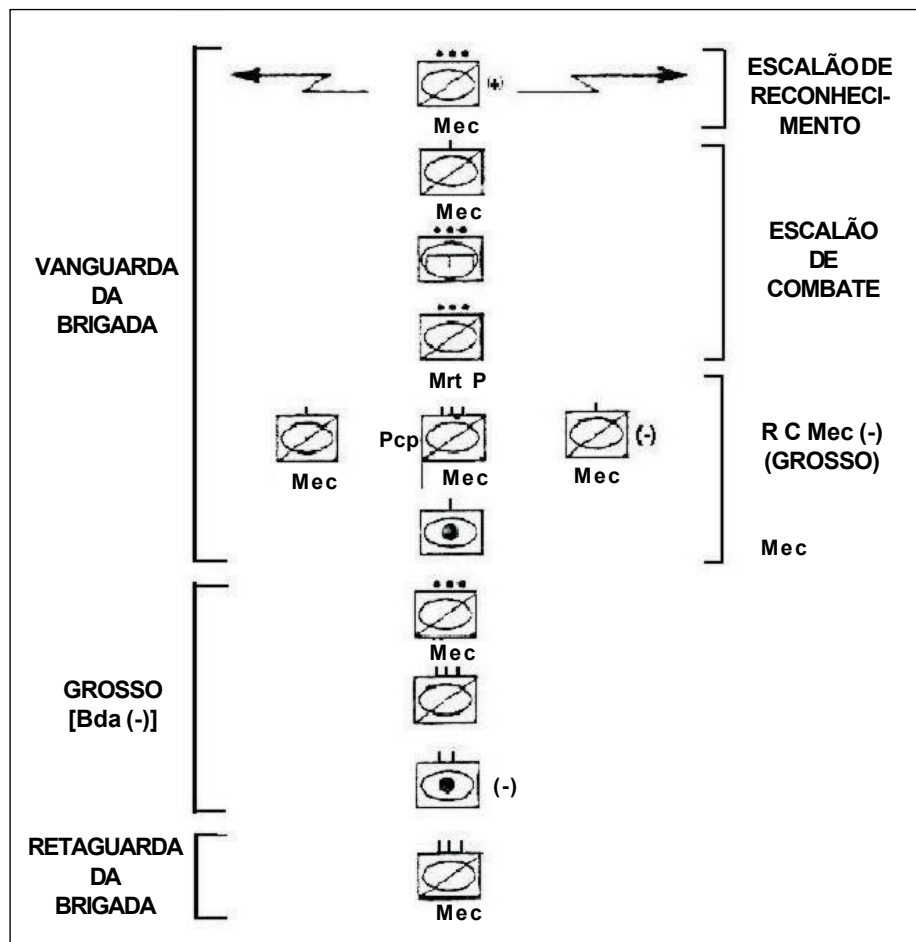 ESCALÃO DE
RECONHECI-
MENTO
(+)
Mec
Mec
VANGUARDA
DA
BRIGADA
ESCALÃO
DE
COMBATE
Mrt P
Pcp
(-)
Mec
Mec
Mec
R C Mec (-)
(GROSSO)
Mec
Mec
GROSSO
[Bda (-)]
(-)
RETAGUARDA
DA
BRIGADA
Mec